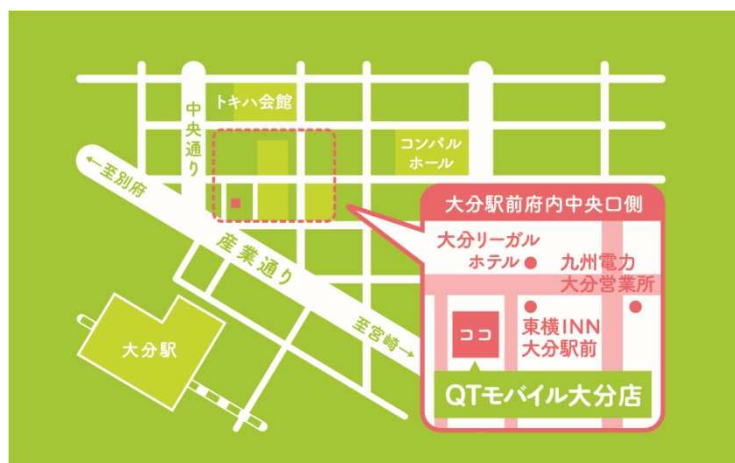 トキハ会館
中央通り
コンパル
ホール
←至別府
産業通り
至宮崎→
大分駅
大分駅前府内中央口側
大分リーガル
ホテル
九州電力
大分営業所
ココ
東横INN
大分駅前
QTモバイル大分店